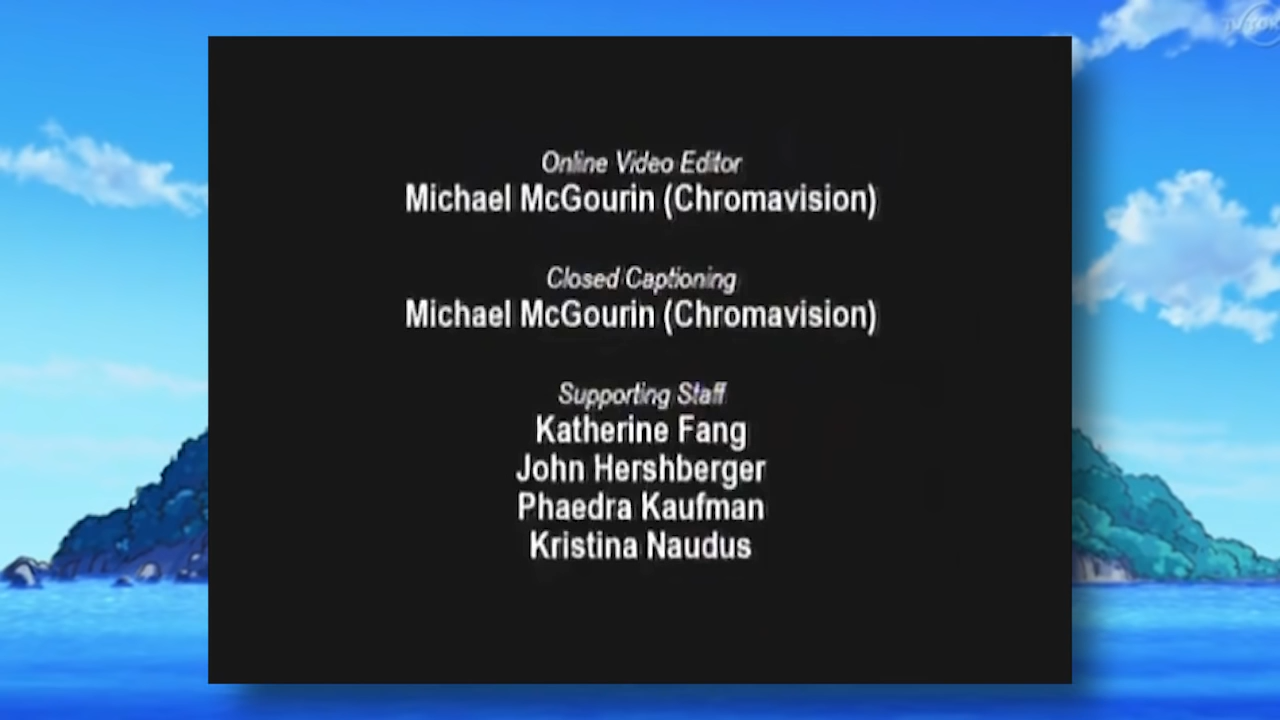 Online Video Editor
Michael McGourin (Chromavision)
Closed Captioning
Michael McGourin (Chromavision)
Supporting Staff
Katherine Fang
John Hershberger
Phaedra Kaufman
Kristina Naudus